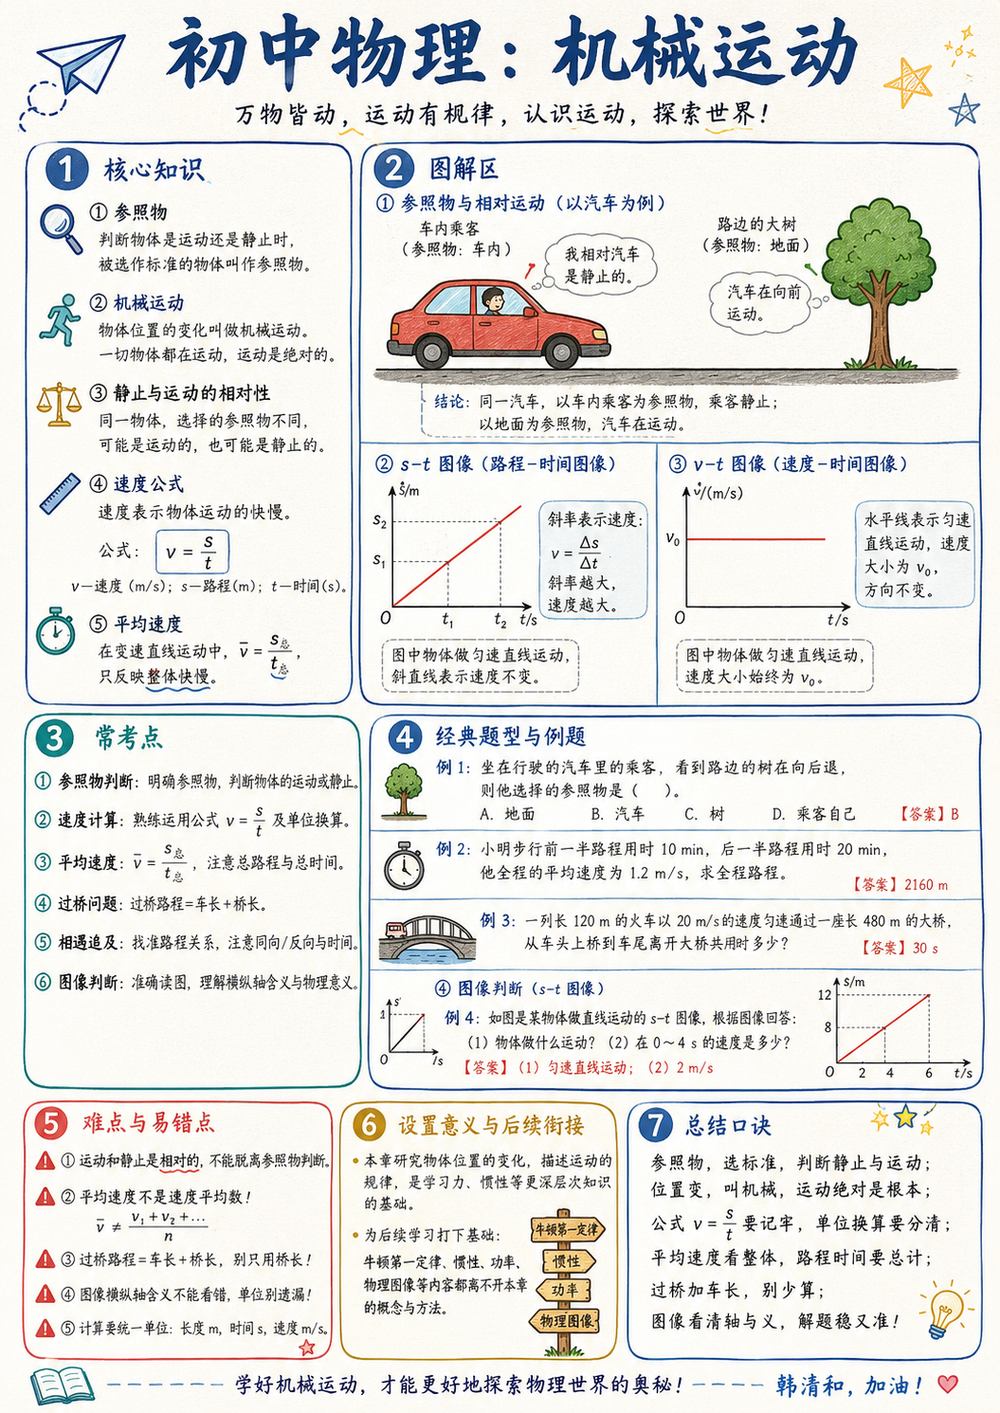 初中物理：机械运动
万物皆动，运动有规律，认识运动，探索世界！
1 核心知识
① 参照物
判断物体是运动还是静止时，
被选作标准的物体叫作参照物。
② 机械运动
物体位置的变化叫做机械运动。
一切物体都在运动，运动是绝对的。
③ 静止与运动的相对性
同一物体，选择的参照物不同，
可能是运动的，也可能是静止的。
④ 速度公式
速度表示物体运动的快慢。
公式： v = s/t
v—速度 (m/s)；s—路程(m)；t—时间(s)。
⑤ 平均速度
在变速直线运动中， v̄ = s总/t总 ，
只反映整体快慢。
2 图解区
① 参照物与相对运动（以汽车为例）
车内乘客
（参照物：车内）
我相对汽车
是静止的。
路边的大树
（参照物：地面）
汽车在向前
运动。
结论：同一汽车，以车内乘客为参照物，乘客静止；
以地面为参照物，汽车在运动。
② s-t 图像（路程-时间图像）
s/m
s₂
s₁
O t₁ t₂ t/s
斜率表示速度：
v = Δs/Δt
斜率越大，
速度越大。
图中物体做匀速直线运动，
斜直线表示速度不变。
③ v-t 图像（速度-时间图像）
v/(m/s)
v₀
O t/s
水平线表示匀速
直线运动，速度
大小为 v₀，
方向不变。
图中物体做匀速直线运动，
速度大小始终为 v₀。
3 常考点
① 参照物判断：明确参照物，判断物体的运动或静止。
② 速度计算：熟练运用公式 v = s/t 及单位换算。
③ 平均速度：v̄ = s总/t总 ，注意总路程与总时间。
④ 过桥问题：过桥路程=车长+桥长。
⑤ 相遇追及：找准路程关系，注意同向/反向与时间。
⑥ 图像判断：准确读图，理解横纵轴含义与物理意义。
4 经典题型与例题
例 1：坐在行驶的汽车里的乘客，看到路边的树在向后退，
则他选择的参照物是（ ）。
A. 地面 B. 汽车 C. 树 D. 乘客自己 【答案】B
例 2：小明步行前一半路程用时 10 min，后一半路程用时 20 min，
他全程的平均速度为 1.2 m/s，求全程路程。
【答案】2160 m
例 3：一列长 120 m 的火车以 20 m/s的速度匀速通过一座长 480 m 的大桥，
从车头上桥到车尾离开大桥共用时多少？
【答案】30 s
④ 图像判断（s-t 图像）
s
1
O /s
例 4：如图是某物体做直线运动的 s-t 图像，根据图像回答：
（1）物体做什么运动？（2）在 0～4 s 的速度是多少？
【答案】（1）匀速直线运动；（2）2 m/s
s/m
12
8
O 2 4 6 t/s
5 难点与易错点
① 运动和静止是相对的，不能脱离参照物判断。
② 平均速度不是速度平均数！
v̄ ≠ (v₁+v₂+…)/n
③ 过桥路程=车长+桥长，别只用桥长！
④ 图像横纵轴含义不能看错，单位别遗漏！
⑤ 计算要统一单位：长度 m，时间 s，速度 m/s。
6 设置意义与后续衔接
• 本章研究物体位置的变化，描述运动的
规律，是学习力、惯性等更深层次知识
的基础。
• 为后续学习打下基础：
牛顿第一定律、惯性、功率、
物理图像等内容都离不开本章
的概念与方法。
牛顿第一定律
惯性
功率
物理图像
7 总结口诀
参照物，选标准，判断静止与运动；
位置变，叫机械，运动绝对是根本；
公式 v = s/t 要记牢，单位换算要分清；
平均速度看整体，路程时间要总计；
过桥加车长，别少算；
图像看清轴与义，解题稳又准！
学好机械运动，才能更好地探索物理世界的奥秘！
韩清和，加油！